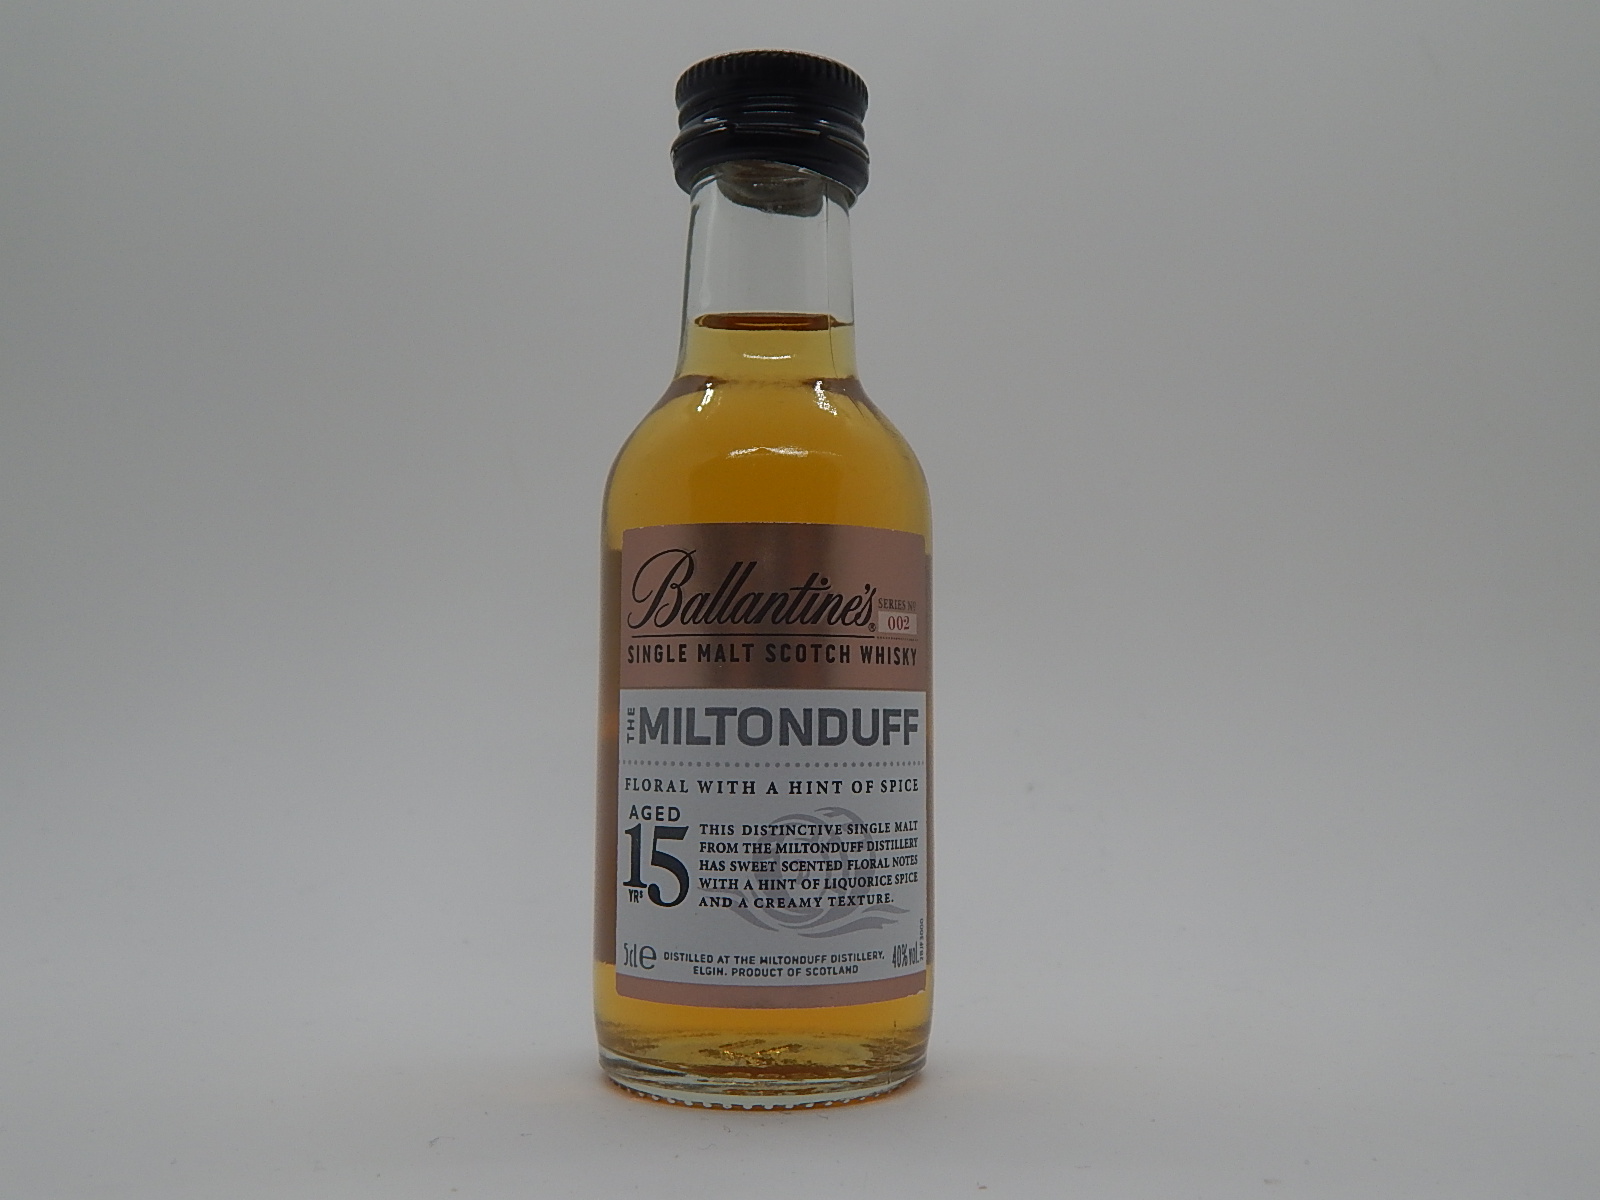 Ballantine's®
SERIES Nº
002
SINGLE MALT SCOTCH WHISKY
THE MILTONDUFF
FLORAL WITH A HINT OF SPICE
AGED
15
YRS
THIS DISTINCTIVE SINGLE MALT
FROM THE MILTONDUFF DISTILLERY
HAS SWEET SCENTED FLORAL NOTES
WITH A HINT OF LIQUORICE SPICE
AND A CREAMY TEXTURE.
5cl e
DISTILLED AT THE MILTONDUFF DISTILLERY,
ELGIN. PRODUCT OF SCOTLAND
40%vol